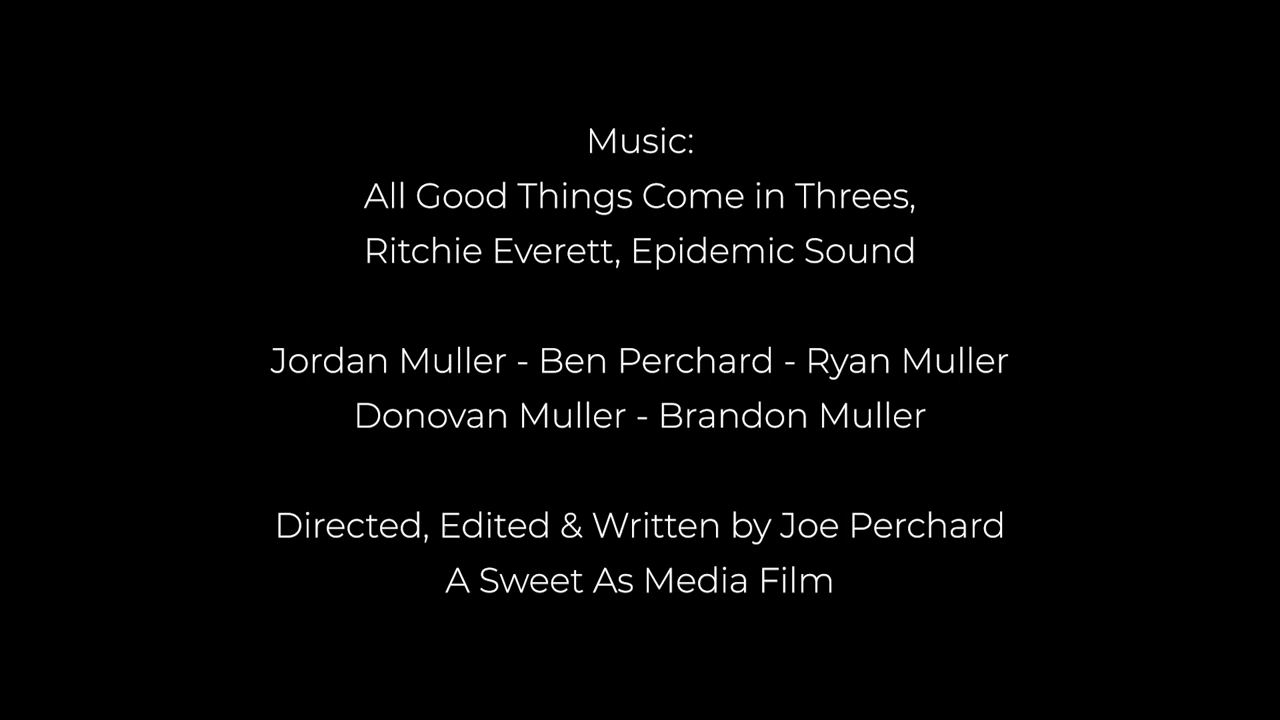 Music:
All Good Things Come in Threes,
Ritchie Everett, Epidemic Sound
Jordan Muller - Ben Perchard - Ryan Muller
Donovan Muller - Brandon Muller
Directed, Edited & Written by Joe Perchard
A Sweet As Media Film